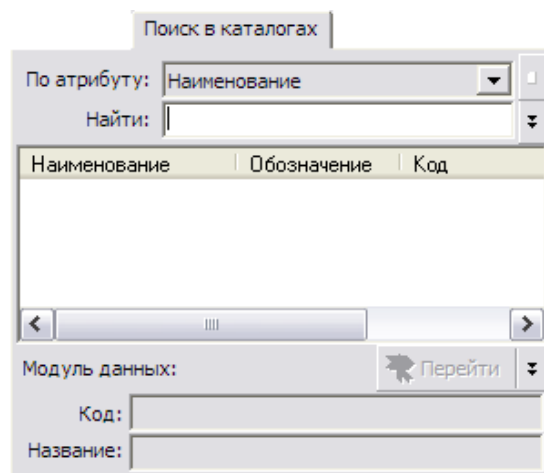 Поиск в каталогах
По атрибуту: Наименование
Найти:
Наименование Обозначение Код
Модуль данных: Перейти
Код:
Название: